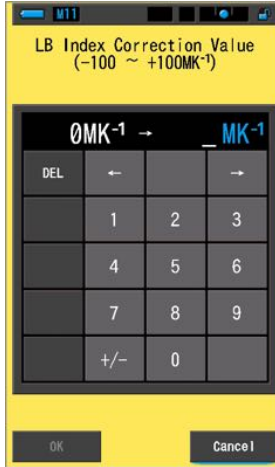 M11
LB Index Correction Value
(-100 ~ +100MK⁻¹)
0MK⁻¹ → _ MK⁻¹
DEL ← →
1 2 3
4 5 6
7 8 9
+/- 0
OK Cancel